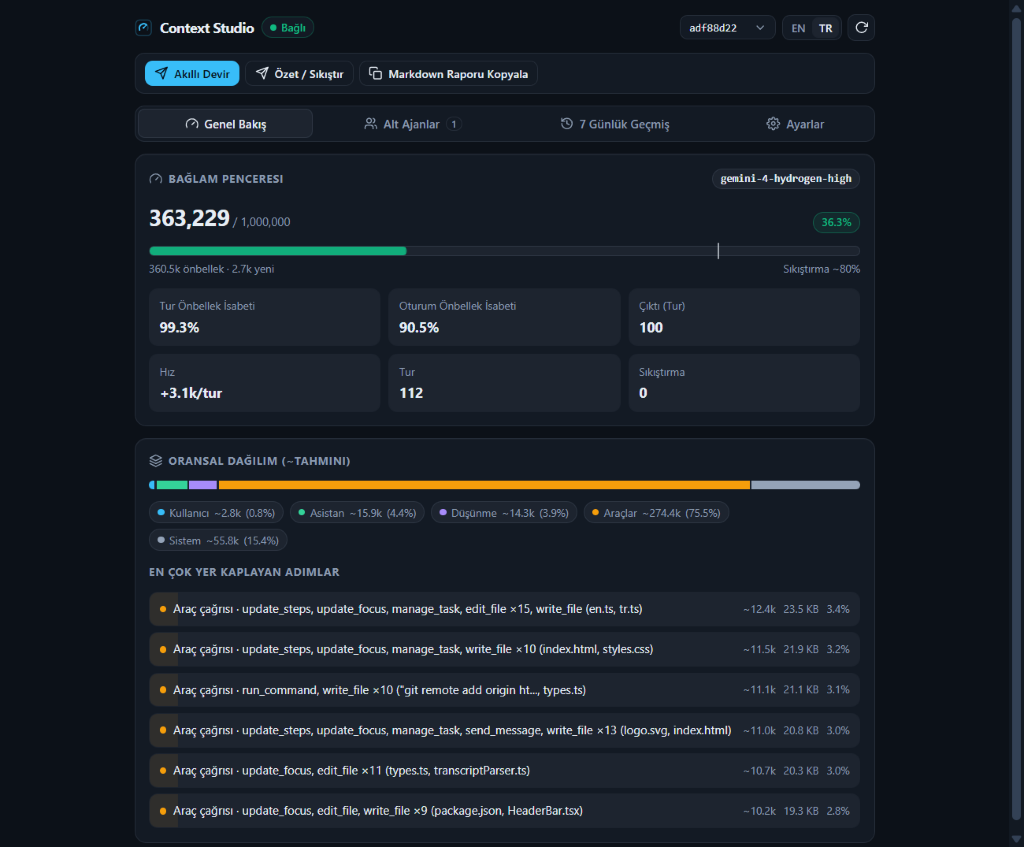 Context Studio Bağlı adf88d22 EN TR
Akıllı Devir Özet / Sıkıştır Markdown Raporu Kopyala
Genel Bakış Alt Ajanlar 1 7 Günlük Geçmiş Ayarlar
BAĞLAM PENCERESI gemini-4-hydrogen-high
363,229 / 1,000,000 36.3%
360.5k önbellek · 2.7k yeni Sıkıştırma ~80%
Tur Önbellek İsabeti Oturum Önbellek İsabeti Çıktı (Tur)
99.3% 90.5% 100
Hız Tur Sıkıştırma
+3.1k/tur 112 0
ORANSAL DAĞILIM (~TAHMINI)
Kullanıcı ~2.8k (0.8%) Asistan ~15.9k (4.4%) Düşünme ~14.3k (3.9%) Araçlar ~274.4k (75.5%)
Sistem ~55.8k (15.4%)
EN ÇOK YER KAPLAYAN ADIMLAR
Araç çağrısı · update_steps, update_focus, manage_task, edit_file ×15, write_file (en.ts, tr.ts) ~12.4k 23.5 KB 3.4%
Araç çağrısı · update_steps, update_focus, manage_task, write_file ×10 (index.html, styles.css) ~11.5k 21.9 KB 3.2%
Araç çağrısı · run_command, write_file ×10 ("git remote add origin ht..., types.ts) ~11.1k 21.1 KB 3.1%
Araç çağrısı · update_steps, update_focus, manage_task, send_message, write_file ×13 (logo.svg, index.html) ~11.0k 20.8 KB 3.0%
Araç çağrısı · update_focus, edit_file ×11 (types.ts, transcriptParser.ts) ~10.7k 20.3 KB 3.0%
Araç çağrısı · update_focus, edit_file, write_file ×9 (package.json, HeaderBar.tsx) ~10.2k 19.3 KB 2.8%